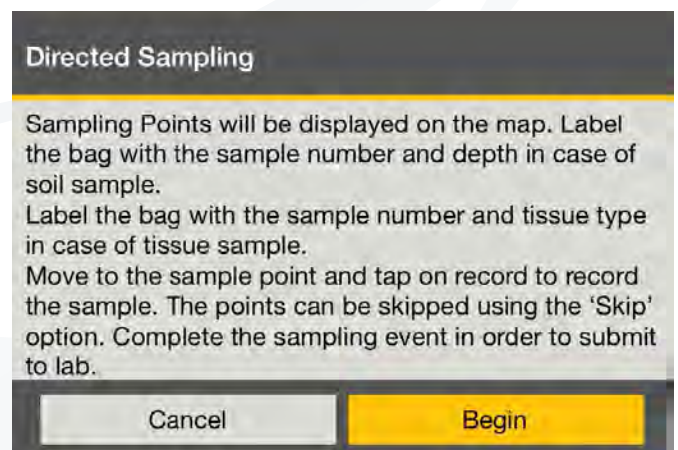 Directed Sampling
Sampling Points will be displayed on the map. Label
the bag with the sample number and depth in case of
soil sample.
Label the bag with the sample number and tissue type
in case of tissue sample.
Move to the sample point and tap on record to record
the sample. The points can be skipped using the ‘Skip’
option. Complete the sampling event in order to submit
to lab.
Cancel
Begin